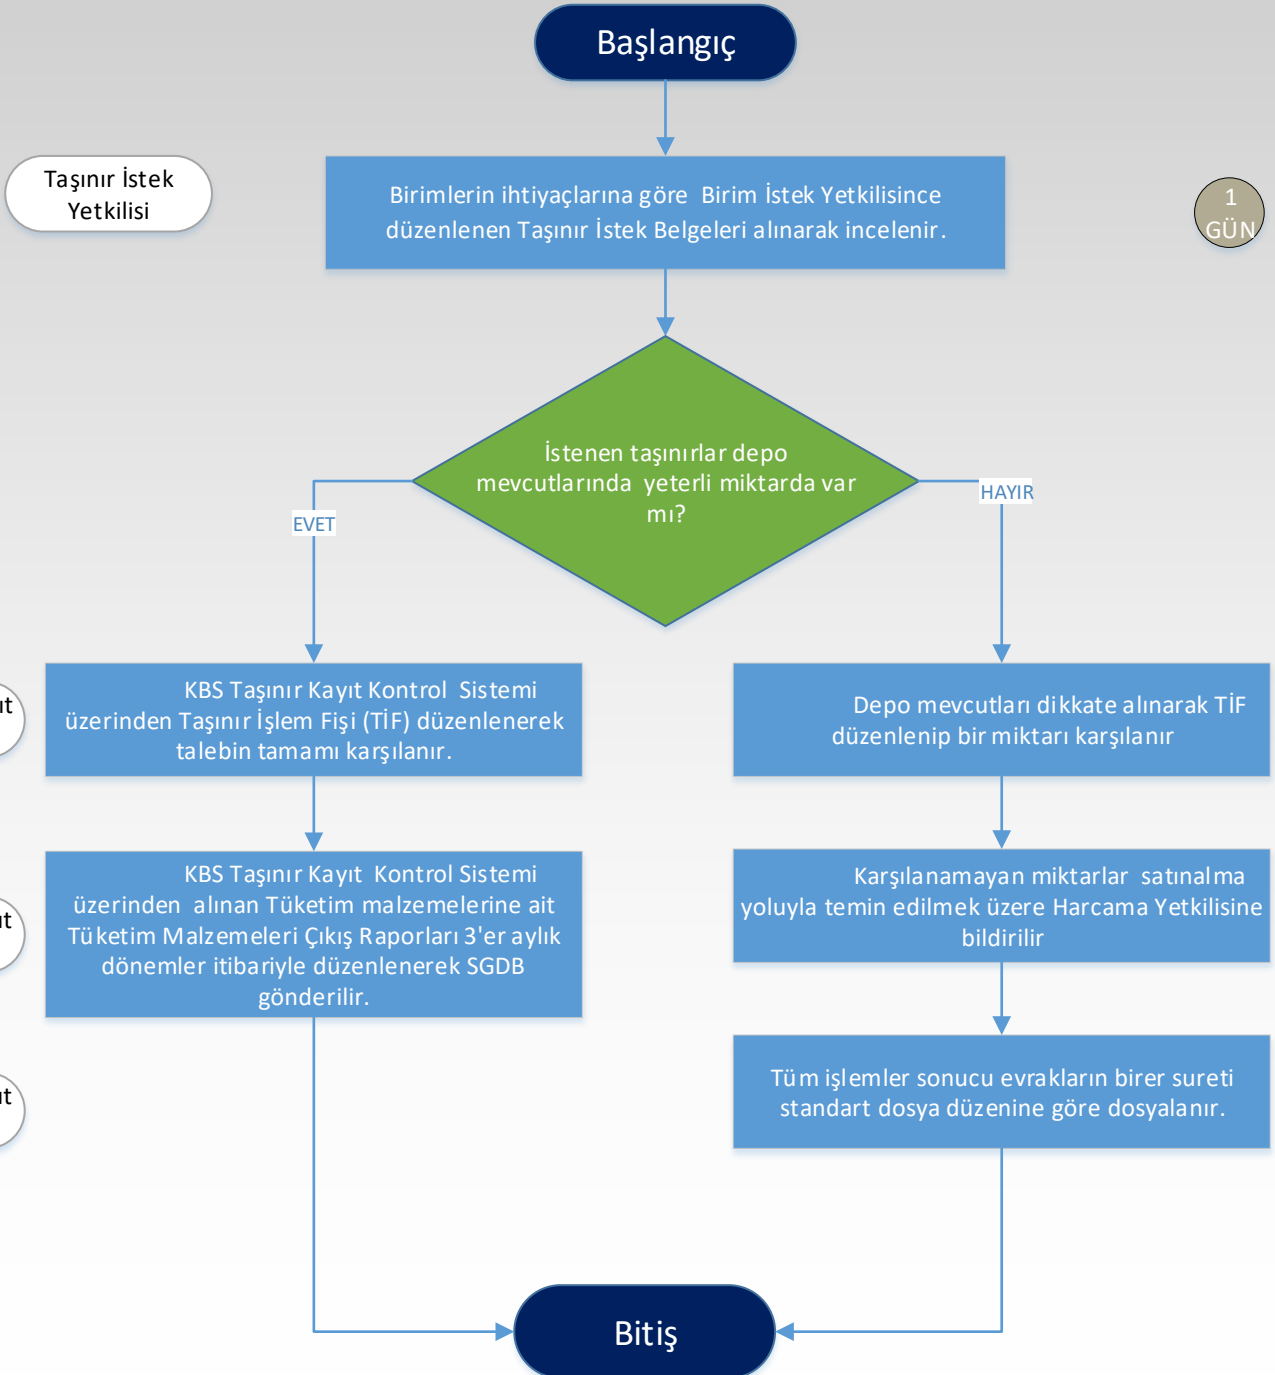 Başlangıç
Taşınır İstek
Yetkilisi
Birimlerin ihtiyaçlarına göre Birim İstek Yetkilisince
düzenlenen Taşınır İstek Belgeleri alınarak incelenir.
1
GÜN
İstenen taşınırlar depo
mevcutlarında yeterli miktarda var
mı?
EVET
HAYIR
KBS Taşınır Kayıt Kontrol Sistemi
üzerinden Taşınır İşlem Fişi (TİF) düzenlenerek
talebin tamamı karşılanır.
Depo mevcutları dikkate alınarak TİF
düzenlenip bir miktarı karşılanır
KBS Taşınır Kayıt Kontrol Sistemi
üzerinden alınan Tüketim malzemelerine ait
Tüketim Malzemeleri Çıkış Raporları 3'er aylık
dönemler itibariyle düzenlenerek SGDB
gönderilir.
Karşılanamayan miktarlar satınalma
yoluyla temin edilmek üzere Harcama Yetkilisine
bildirilir
Tüm işlemler sonucu evrakların birer sureti
standart dosya düzenine göre dosyalanır.
Bitiş